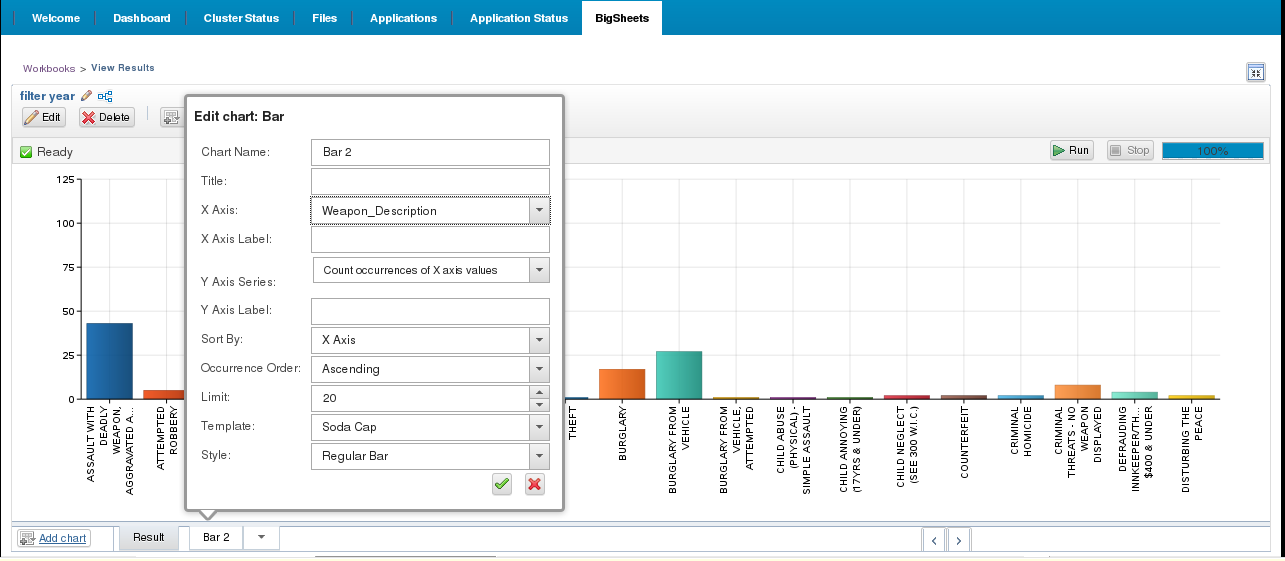 Welcome
Dashboard
Cluster Status
Files
Applications
Application Status
BigSheets
Workbooks > View Results
filter year
Edit
Delete
Ready
Run
Stop
100%
Edit chart: Bar
Chart Name: Bar 2
Title:
X Axis: Weapon_Description
X Axis Label:
Y Axis Series: Count occurrences of X axis values
Y Axis Label:
Sort By: X Axis
Occurrence Order: Ascending
Limit: 20
Template: Soda Cap
Style: Regular Bar
125
100
75
50
25
0
ASSAULT WITH
DEADLY
WEAPON,
AGGRAVATED A...
ATTEMPTED
ROBBERY
THEFT
BURGLARY
BURGLARY FROM
VEHICLE
BURGLARY FROM
VEHICLE,
ATTEMPTED
CHILD ABUSE
(PHYSICAL) -
SIMPLE ASSAULT
CHILD ANNOYING
(17YRS & UNDER)
CHILD NEGLECT
(SEE 300 W.I.C.)
COUNTERFEIT
CRIMINAL
HOMICIDE
CRIMINAL
THREATS - NO
WEAPON
DISPLAYED
DEFRAUDING
INNKEEPER/TH...
$400 & UNDER
DISTURBING THE
PEACE
Add chart
Result
Bar 2